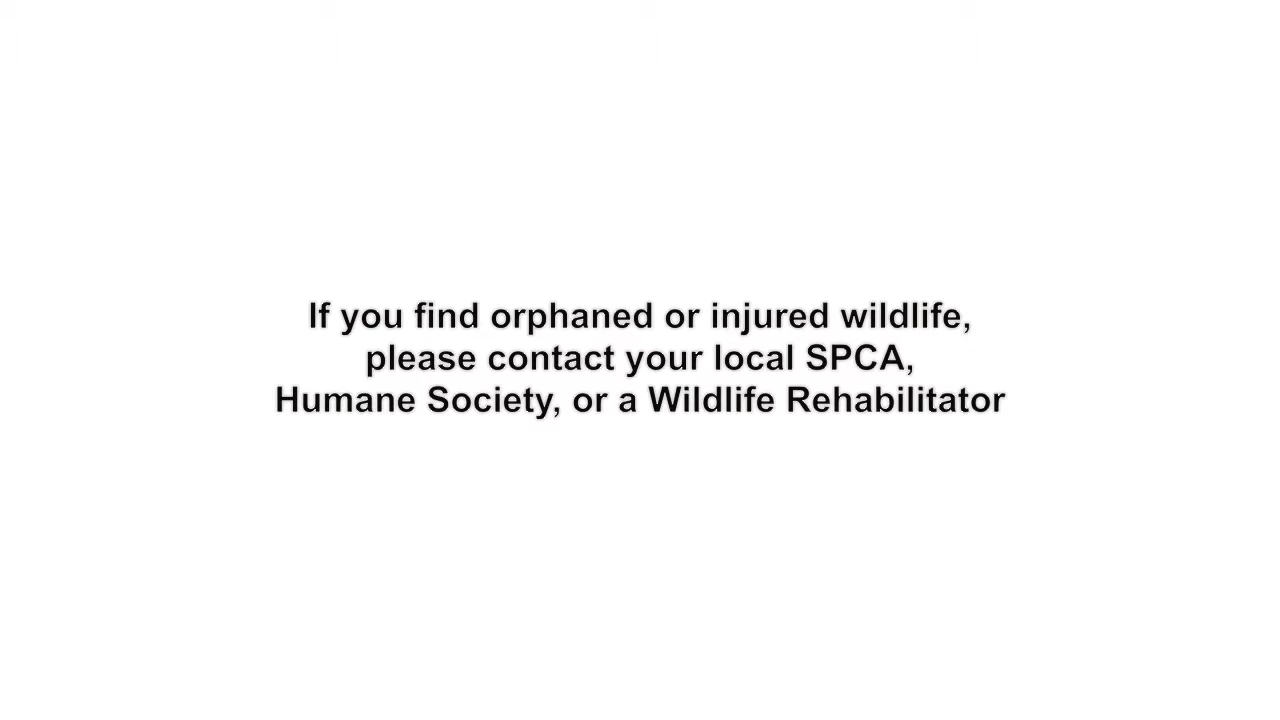 If you find orphaned or injured wildlife,
please contact your local SPCA,
Humane Society, or a Wildlife Rehabilitator